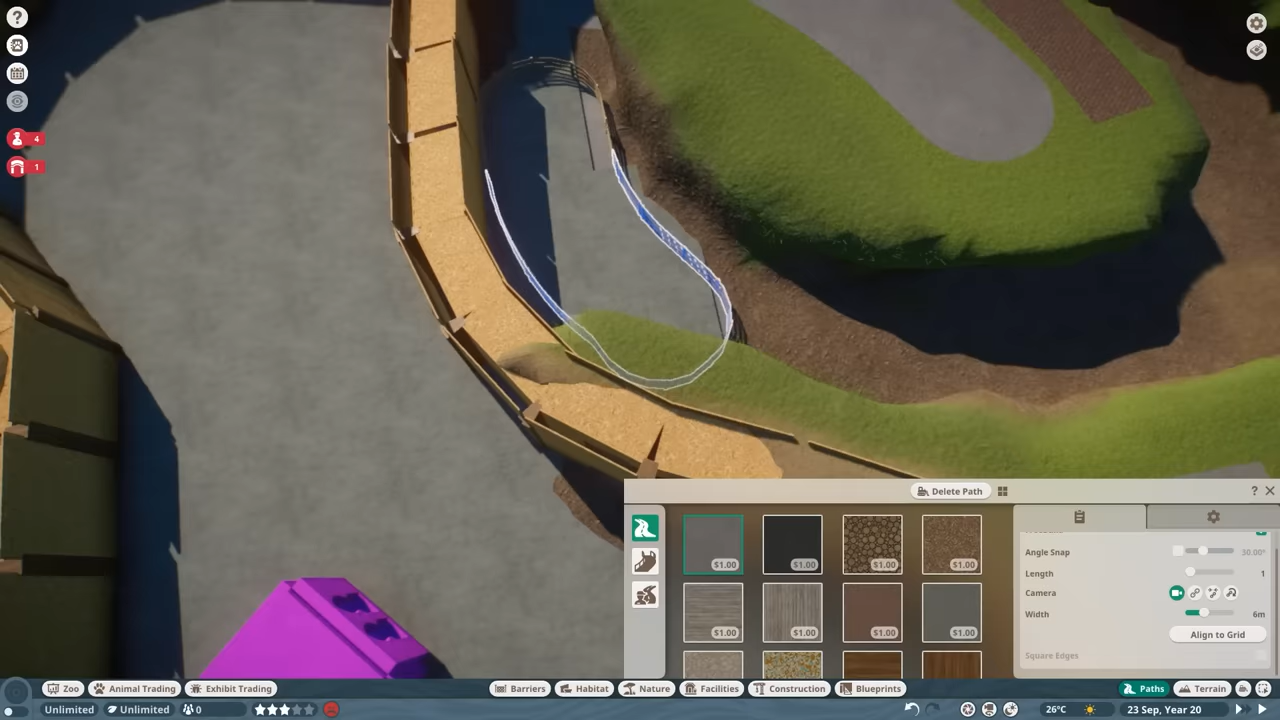 ?
4
1
Delete Path
? ×
$1.00 $1.00 $1.00 $1.00
$1.00 $1.00 $1.00 $1.00
Angle Snap 30.00°
Length 1
Camera
Width 6m
Align to Grid
Square Edges
Zoo Animal Trading Exhibit Trading Barriers Habitat Nature Facilities Construction Blueprints Paths Terrain
Unlimited Unlimited 0 26°C 23 Sep, Year 20